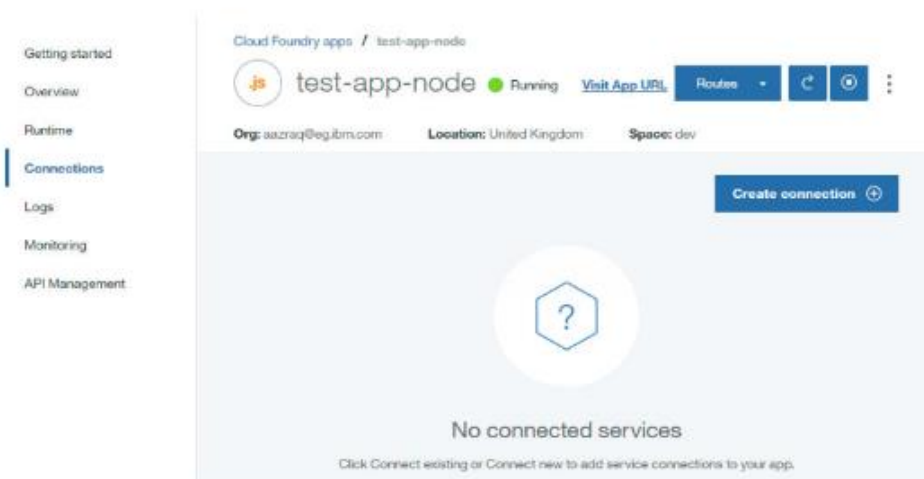 Getting started
Overview
Runtime
Connections
Logs
Monitoring
API Management
Cloud Foundry apps / test-app-node
.js test-app-node Running Visit App URL Routes
Org: aazraq@eg.ibm.com Location: United Kingdom Space: dev
Create connection
?
No connected services
Click Connect existing or Connect new to add service connections to your app.